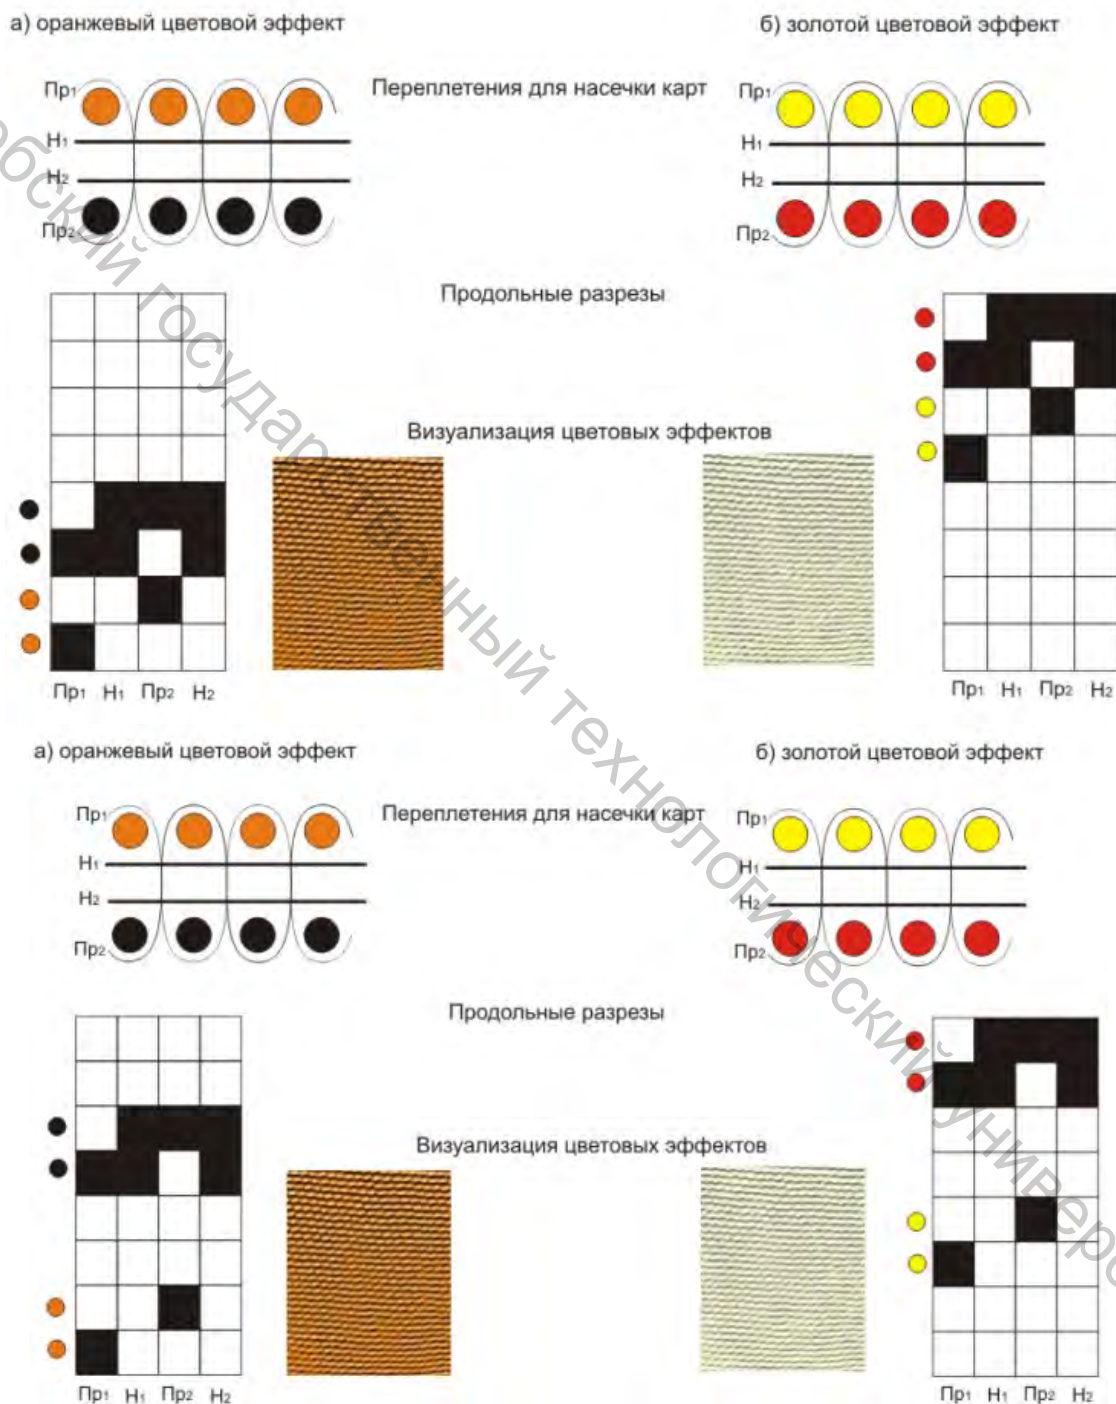 а) оранжевый цветовой эффект
б) золотой цветовой эффект
Переплетения для насечки карт
Пр1
Н1
Н2
Пр2
Пр1
Н1
Н2
Пр2
Продольные разрезы
Визуализация цветовых эффектов
Пр1 Н1 Пр2 Н2
Пр1 Н1 Пр2 Н2
а) оранжевый цветовой эффект
б) золотой цветовой эффект
Переплетения для насечки карт
Пр1
Н1
Н2
Пр2
Пр1
Н1
Н2
Пр2
Продольные разрезы
Визуализация цветовых эффектов
Пр1 Н1 Пр2 Н2
Пр1 Н1 Пр2 Н2
государственный технологический